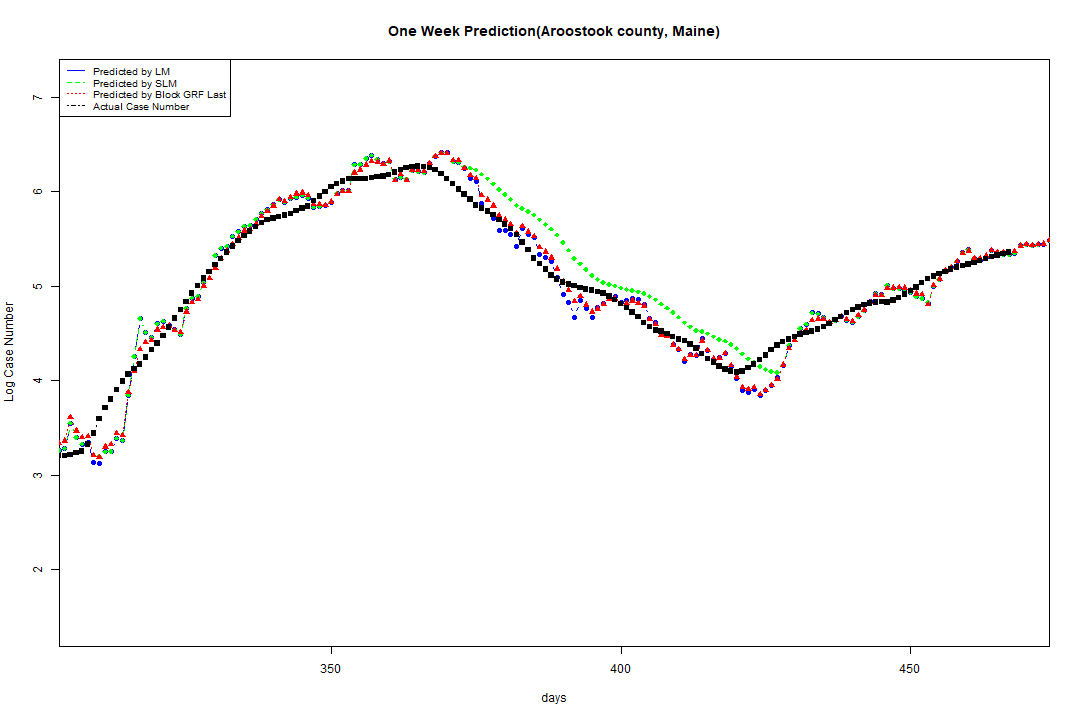 One Week Prediction(Aroostook county, Maine)
Predicted by LM
Predicted by SLM
Predicted by Block GRF Last
Actual Case Number
7
6
5
4
3
2
Log Case Number
350 400 450
days